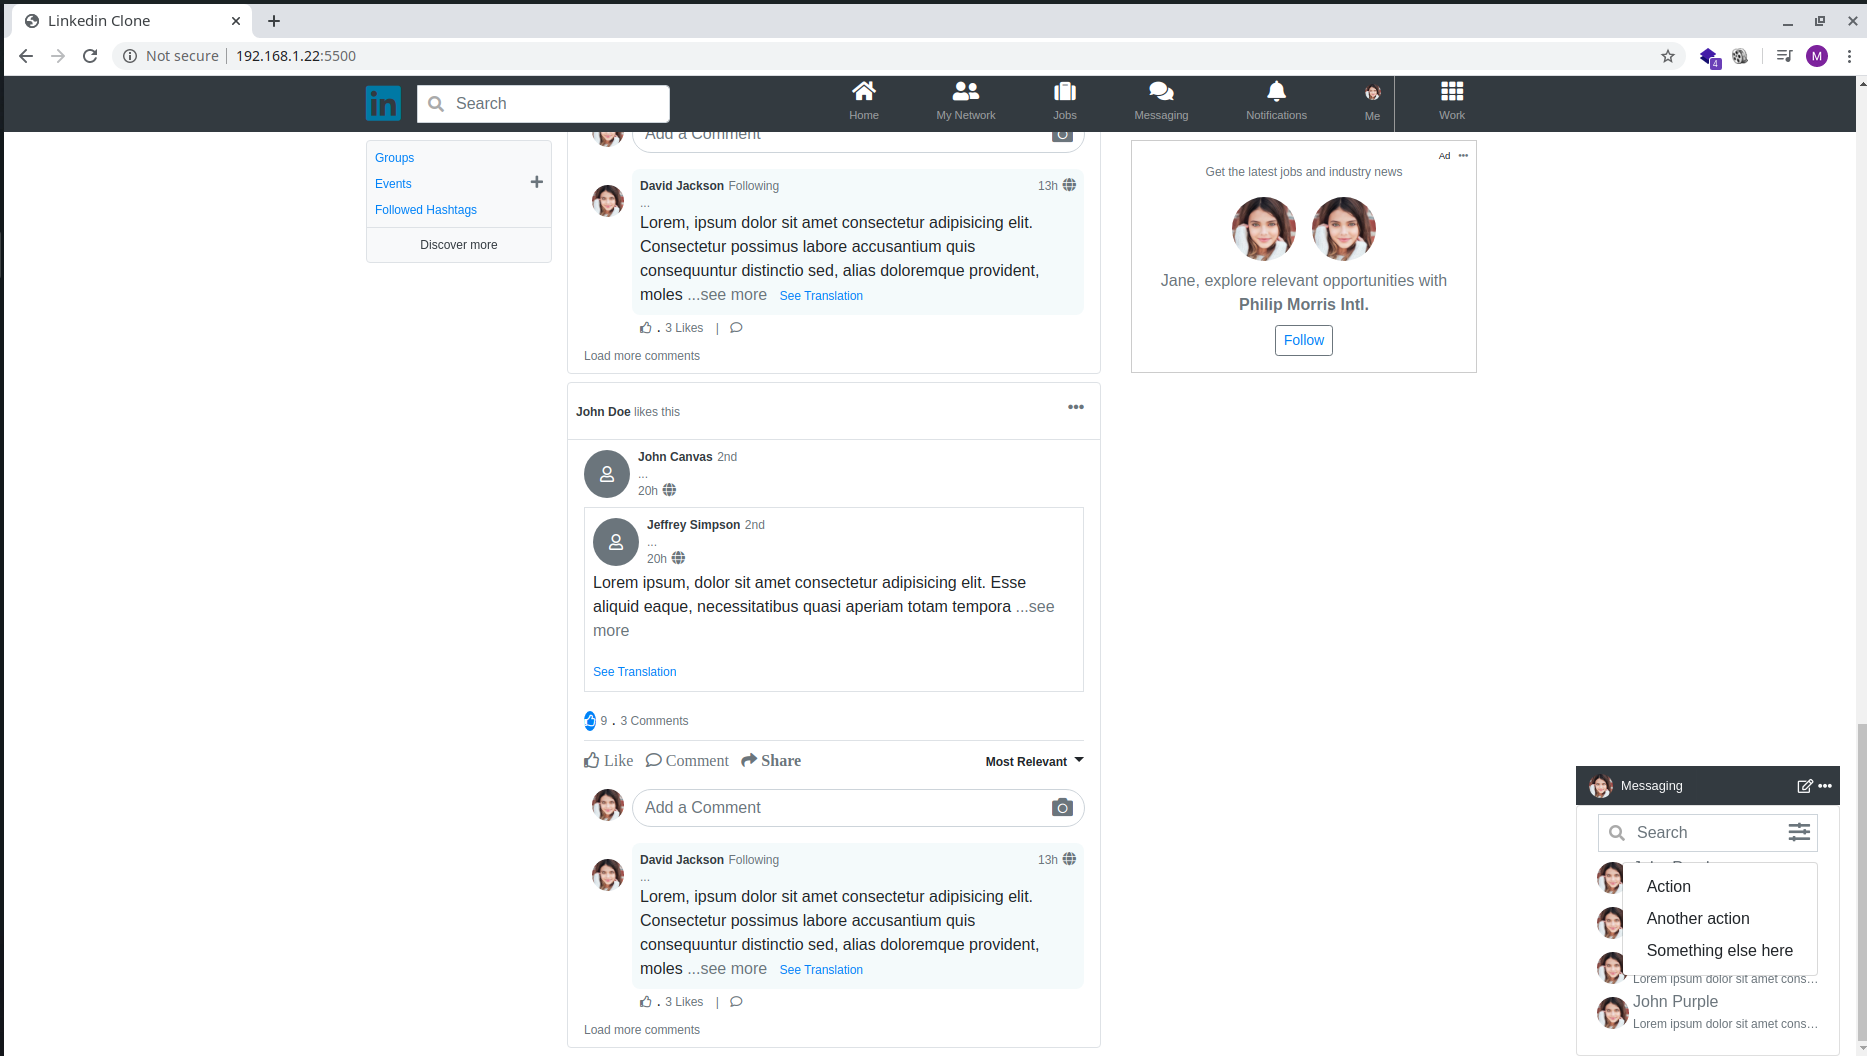 Linkedin Clone
Not secure
192.168.1.22:5500
4
M
in
Search
Home
My Network
Jobs
Messaging
Notifications
Me
Work
Groups
Events
Followed Hashtags
Discover more
Add a Comment
David Jackson Following
13h
...
Lorem, ipsum dolor sit amet consectetur adipisicing elit.
Consectetur possimus labore accusantium quis
consequuntur distinctio sed, alias doloremque provident,
moles ...see more See Translation
. 3 Likes |
Load more comments
John Doe likes this
John Canvas 2nd
...
20h
Jeffrey Simpson 2nd
...
20h
Lorem ipsum, dolor sit amet consectetur adipisicing elit. Esse
aliquid eaque, necessitatibus quasi aperiam totam tempora ...see
more
See Translation
9 . 3 Comments
Like Comment Share
Most Relevant
Add a Comment
David Jackson Following
13h
...
Lorem, ipsum dolor sit amet consectetur adipisicing elit.
Consectetur possimus labore accusantium quis
consequuntur distinctio sed, alias doloremque provident,
moles ...see more See Translation
. 3 Likes |
Load more comments
Ad
Get the latest jobs and industry news
Jane, explore relevant opportunities with
Philip Morris Intl.
Follow
Messaging
Search
Action
Another action
Something else here
Lorem ipsum dolor sit amet cons...
John Purple
Lorem ipsum dolor sit amet cons...